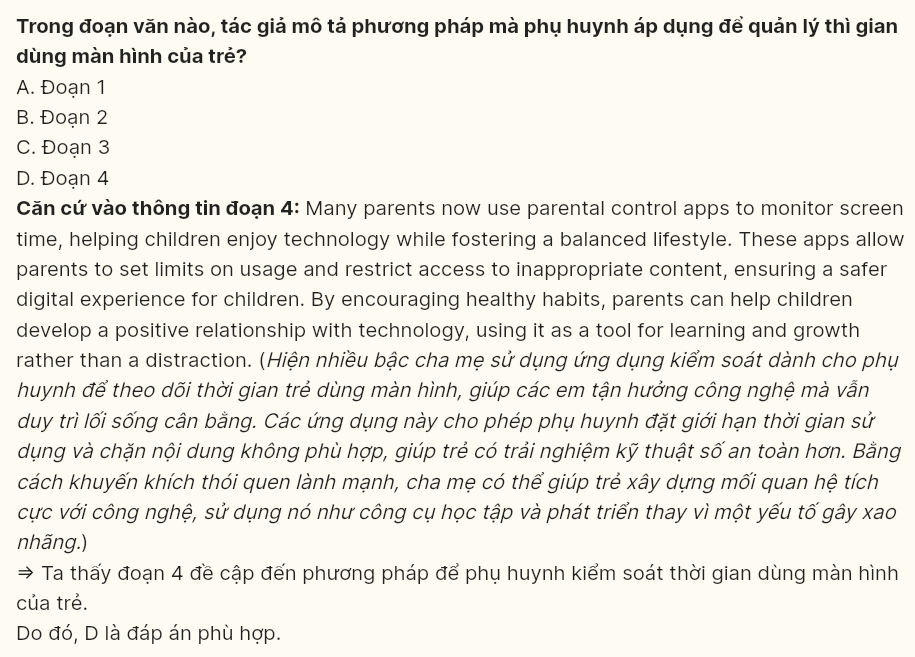 Trong đoạn văn nào, tác giả mô tả phương pháp mà phụ huynh áp dụng để quản lý thì gian
dùng màn hình của trẻ?
A. Đoạn 1
B. Đoạn 2
C. Đoạn 3
D. Đoạn 4
Căn cứ vào thông tin đoạn 4: Many parents now use parental control apps to monitor screen
time, helping children enjoy technology while fostering a balanced lifestyle. These apps allow
parents to set limits on usage and restrict access to inappropriate content, ensuring a safer
digital experience for children. By encouraging healthy habits, parents can help children
develop a positive relationship with technology, using it as a tool for learning and growth
rather than a distraction. (Hiện nhiều bậc cha mẹ sử dụng ứng dụng kiểm soát dành cho phụ
huynh để theo dõi thời gian trẻ dùng màn hình, giúp các em tận hưởng công nghệ mà vẫn
duy trì lối sống cân bằng. Các ứng dụng này cho phép phụ huynh đặt giới hạn thời gian sử
dụng và chặn nội dung không phù hợp, giúp trẻ có trải nghiệm kỹ thuật số an toàn hơn. Bằng
cách khuyến khích thói quen lành mạnh, cha mẹ có thể giúp trẻ xây dựng mối quan hệ tích
cực với công nghệ, sử dụng nó như công cụ học tập và phát triển thay vì một yếu tố gây xao
nhãng.)
⇒ Ta thấy đoạn 4 đề cập đến phương pháp để phụ huynh kiểm soát thời gian dùng màn hình
của trẻ.
Do đó, D là đáp án phù hợp.